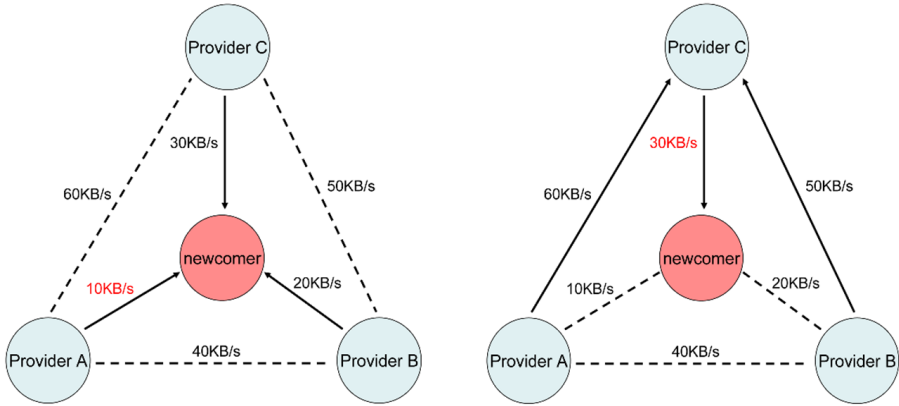 Provider C
30KB/s
60KB/s
50KB/s
newcomer
10KB/s
20KB/s
40KB/s
Provider A
Provider B
Provider C
30KB/s
60KB/s
50KB/s
newcomer
10KB/s
20KB/s
40KB/s
Provider A
Provider B